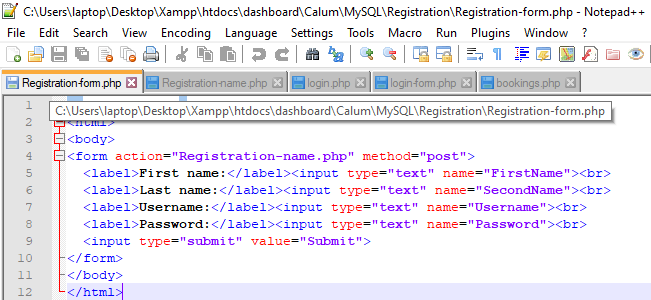 C:\Users\laptop\Desktop\Xampp\htdocs\dashboard\Calum\MySQL\Registration\Registration-form.php - Notepad++
File Edit Search View Encoding Language Settings Tools Macro Run Plugins Window ?
Registration-form.php Registration-name.php login.php login-form.php bookings.php
1
C:\Users\laptop\Desktop\Xampp\htdocs\dashboard\Calum\MySQL\Registration\Registration-form.php
2 <html>
3 <body>
4 <form action="Registration-name.php" method="post">
5 <label>First name:</label><input type="text" name="FirstName"><br>
6 <label>Last name:</label><input type="text" name="SecondName"><br>
7 <label>Username:</label><input type="text" name="Username"><br>
8 <label>Password:</label><input type="text" name="Password"><br>
9 <input type="submit" value="Submit">
10 </form>
11 </body>
12 </html>